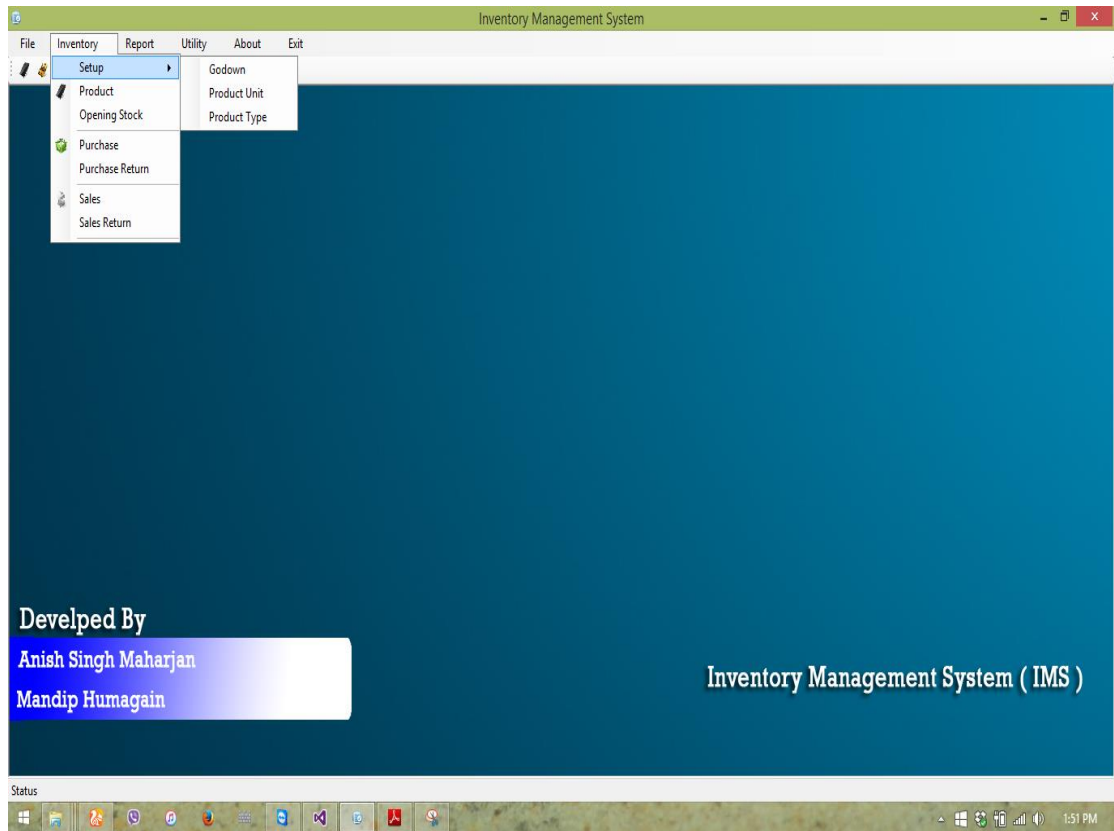 Inventory Management System
File Inventory Report Utility About Exit
Setup Godown
Product Product Unit
Opening Stock Product Type
Purchase
Purchase Return
Sales
Sales Return
Develped By
Anish Singh Maharjan
Mandip Humagain
Inventory Management System ( IMS )
Status
1:51 PM